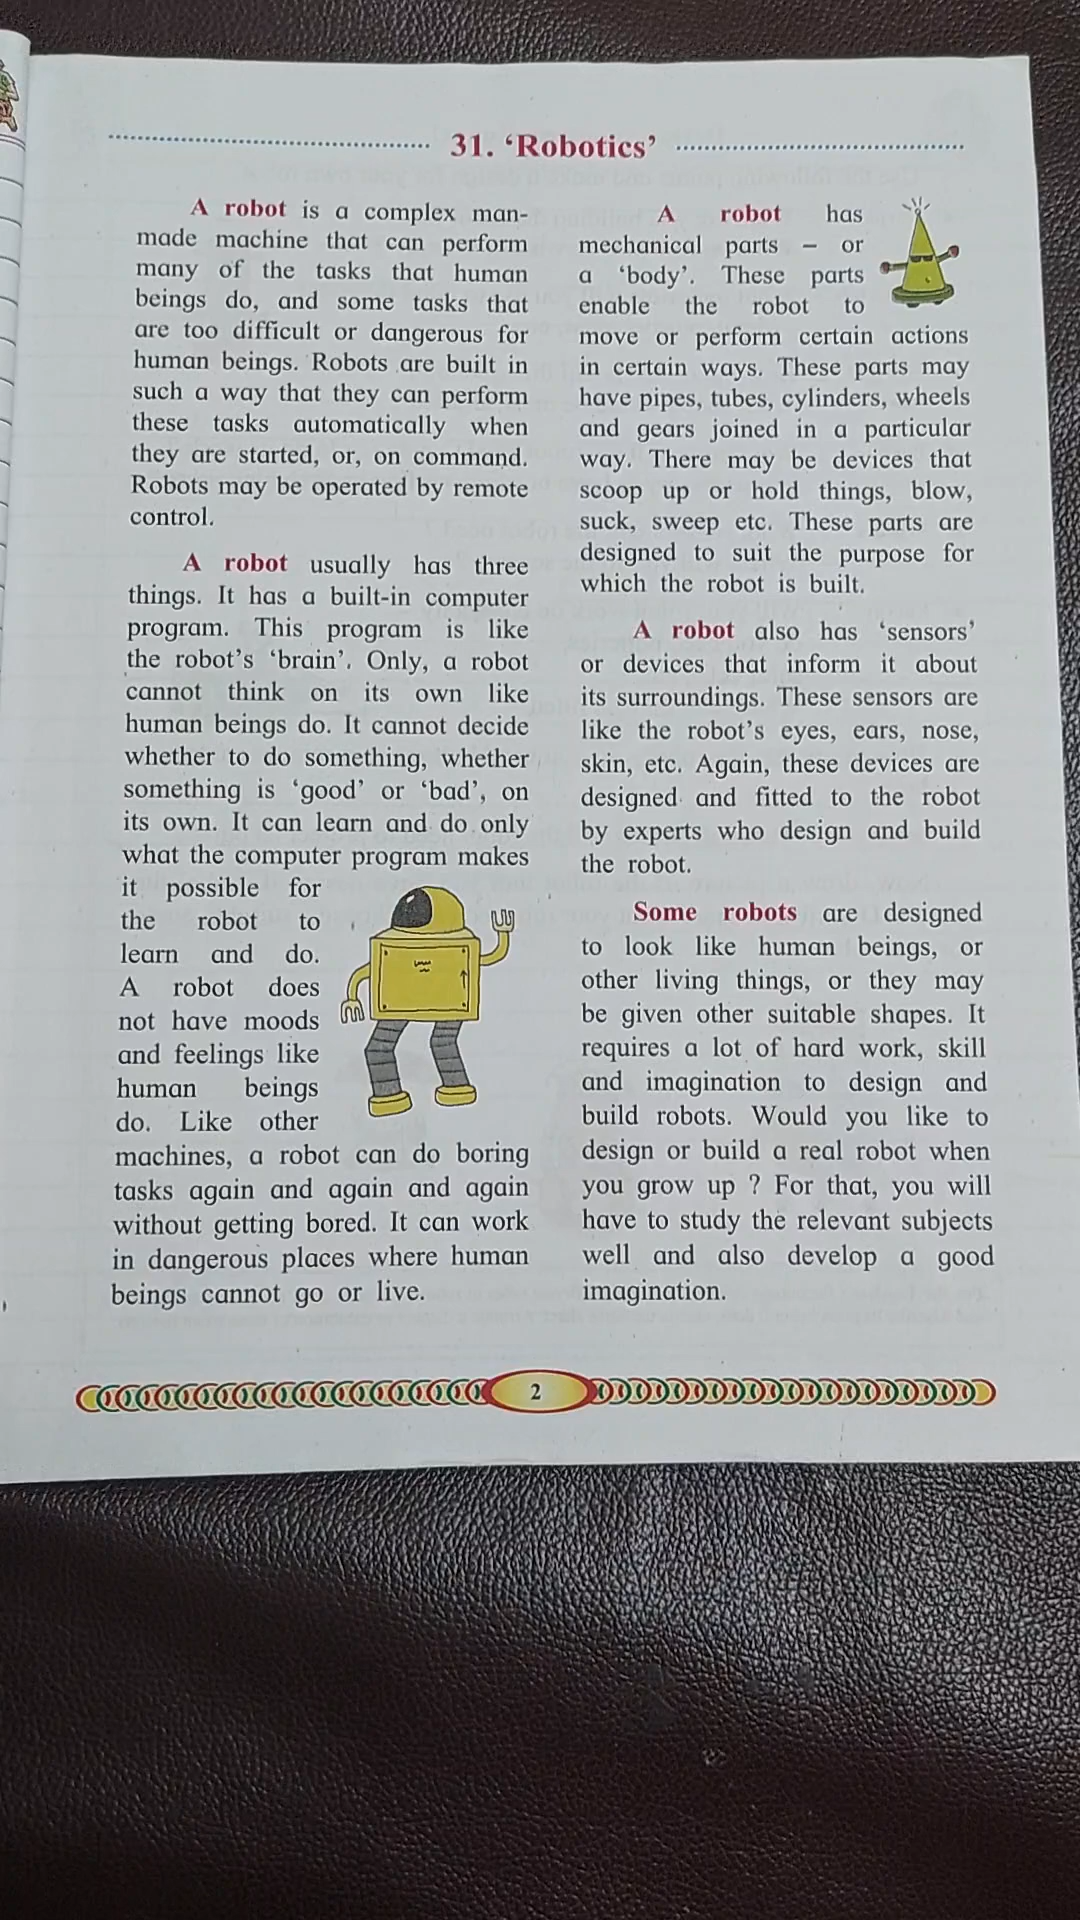 31. ‘Robotics’
A robot is a complex man-
made machine that can perform
many of the tasks that human
beings do, and some tasks that
are too difficult or dangerous for
human beings. Robots are built in
such a way that they can perform
these tasks automatically when
they are started, or, on command.
Robots may be operated by remote
control.
A robot usually has three
things. It has a built-in computer
program. This program is like
the robot’s ‘brain’. Only, a robot
cannot think on its own like
human beings do. It cannot decide
whether to do something, whether
something is ‘good’ or ‘bad’, on
its own. It can learn and do only
what the computer program makes
it possible for
the robot to
learn and do.
A robot does
not have moods
and feelings like
human beings
do. Like other
machines, a robot can do boring
tasks again and again and again
without getting bored. It can work
in dangerous places where human
beings cannot go or live.
A robot has
mechanical parts – or
a ‘body’. These parts
enable the robot to
move or perform certain actions
in certain ways. These parts may
have pipes, tubes, cylinders, wheels
and gears joined in a particular
way. There may be devices that
scoop up or hold things, blow,
suck, sweep etc. These parts are
designed to suit the purpose for
which the robot is built.
A robot also has ‘sensors’
or devices that inform it about
its surroundings. These sensors are
like the robot’s eyes, ears, nose,
skin, etc. Again, these devices are
designed and fitted to the robot
by experts who design and build
the robot.
Some robots are designed
to look like human beings, or
other living things, or they may
be given other suitable shapes. It
requires a lot of hard work, skill
and imagination to design and
build robots. Would you like to
design or build a real robot when
you grow up ? For that, you will
have to study the relevant subjects
well and also develop a good
imagination.
2